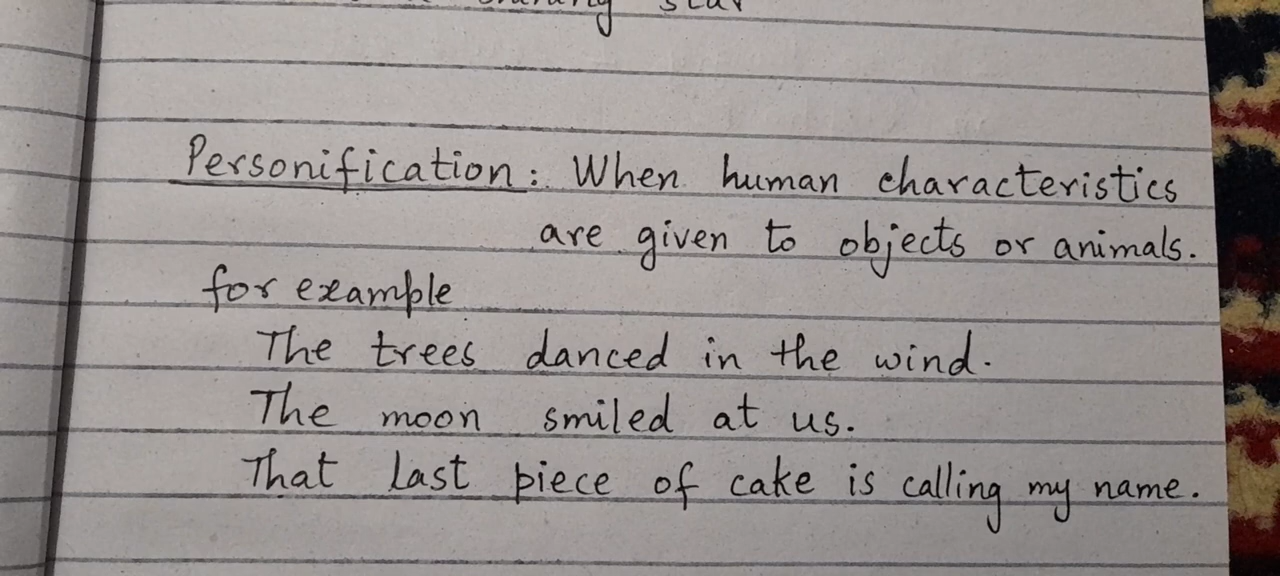 star
Personification: When human characteristics
are given to objects or animals.
for example
The trees danced in the wind.
The moon smiled at us.
That last piece of cake is calling my name.